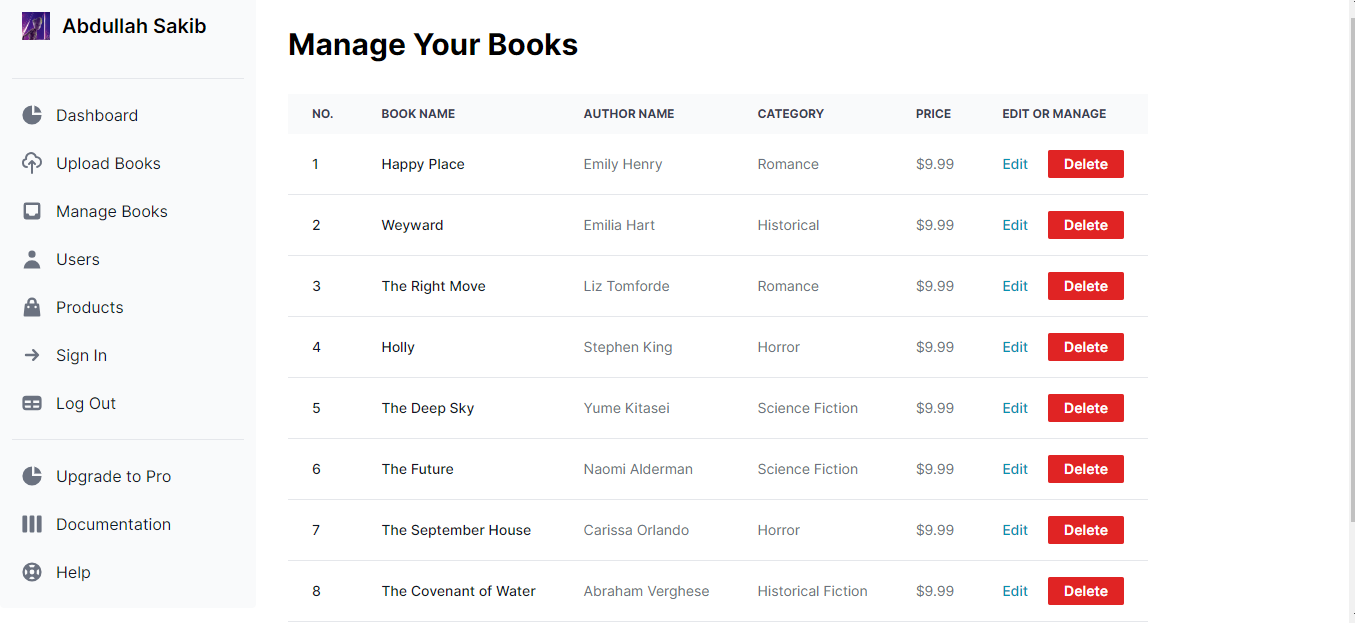 Abdullah Sakib
Dashboard
Upload Books
Manage Books
Users
Products
Sign In
Log Out
Upgrade to Pro
Documentation
Help
Manage Your Books
NO. BOOK NAME AUTHOR NAME CATEGORY PRICE EDIT OR MANAGE
1 Happy Place Emily Henry Romance $9.99 Edit Delete
2 Weyward Emilia Hart Historical $9.99 Edit Delete
3 The Right Move Liz Tomforde Romance $9.99 Edit Delete
4 Holly Stephen King Horror $9.99 Edit Delete
5 The Deep Sky Yume Kitasei Science Fiction $9.99 Edit Delete
6 The Future Naomi Alderman Science Fiction $9.99 Edit Delete
7 The September House Carissa Orlando Horror $9.99 Edit Delete
8 The Covenant of Water Abraham Verghese Historical Fiction $9.99 Edit Delete